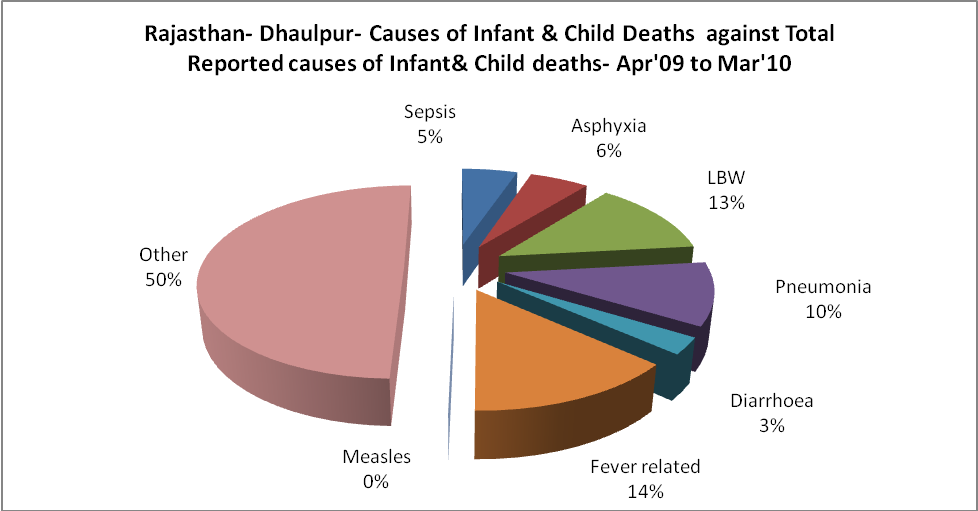 Rajasthan- Dhaulpur- Causes of Infant & Child Deaths  against Total
Reported causes of Infant& Child deaths- Apr'09 to Mar'10
Sepsis
5%
Asphyxia
6%
LBW
13%
Pneumonia
10%
Diarrhoea
3%
Fever related
14%
Measles
0%
Other
50%